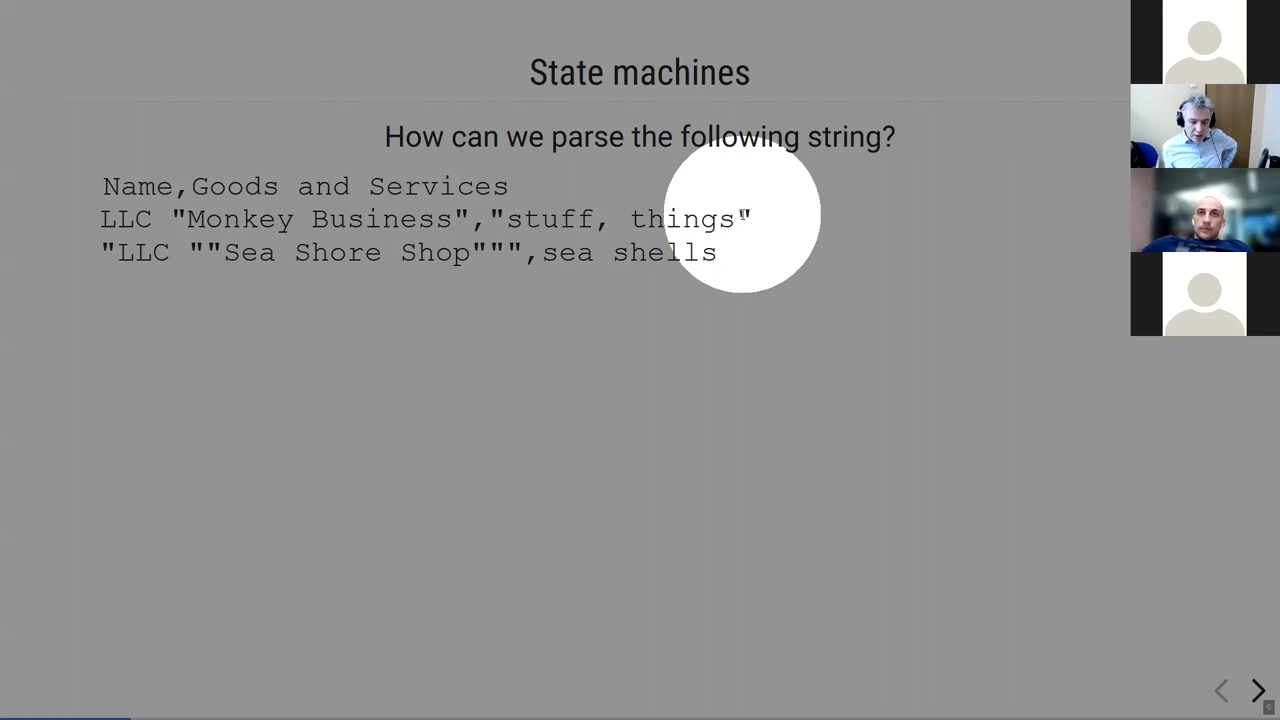 State machines
How can we parse the following string?
Name,Goods and Services
LLC "Monkey Business","stuff, things"
"LLC ""Sea Shore Shop""",sea shells
6